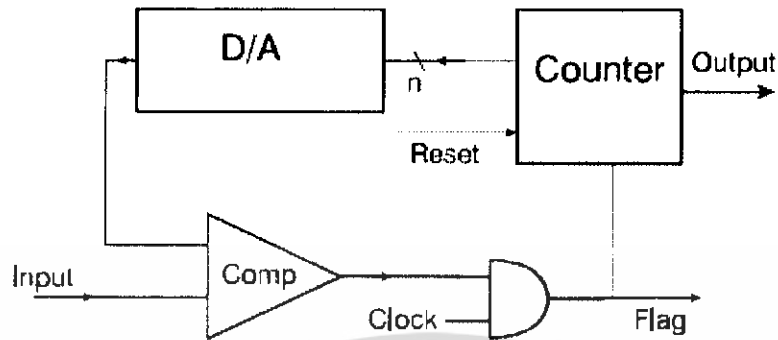 D/A
Counter
Output
n
Reset
Input
Comp
Clock
Flag